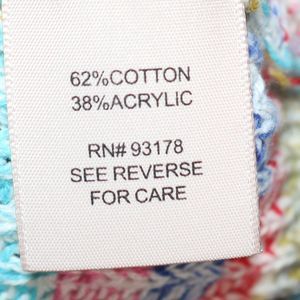 62%COTTON
38%ACRYLIC
RN# 93178
SEE REVERSE
FOR CARE